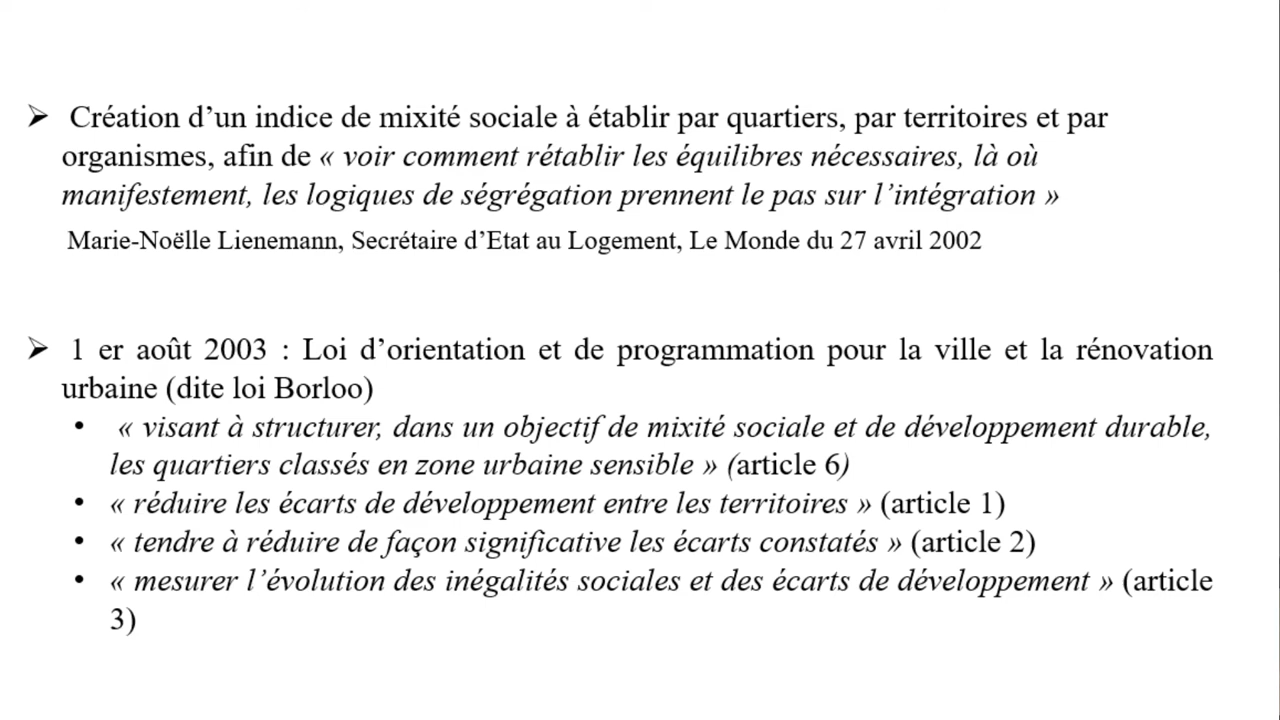 ➢ Création d’un indice de mixité sociale à établir par quartiers, par territoires et par
organismes, afin de « voir comment rétablir les équilibres nécessaires, là où
manifestement, les logiques de ségrégation prennent le pas sur l’intégration »
Marie-Noëlle Lienemann, Secrétaire d’Etat au Logement, Le Monde du 27 avril 2002
➢ 1 er août 2003 : Loi d’orientation et de programmation pour la ville et la rénovation
urbaine (dite loi Borloo)
• « visant à structurer, dans un objectif de mixité sociale et de développement durable,
les quartiers classés en zone urbaine sensible » (article 6)
• « réduire les écarts de développement entre les territoires » (article 1)
• « tendre à réduire de façon significative les écarts constatés » (article 2)
• « mesurer l’évolution des inégalités sociales et des écarts de développement » (article
3)